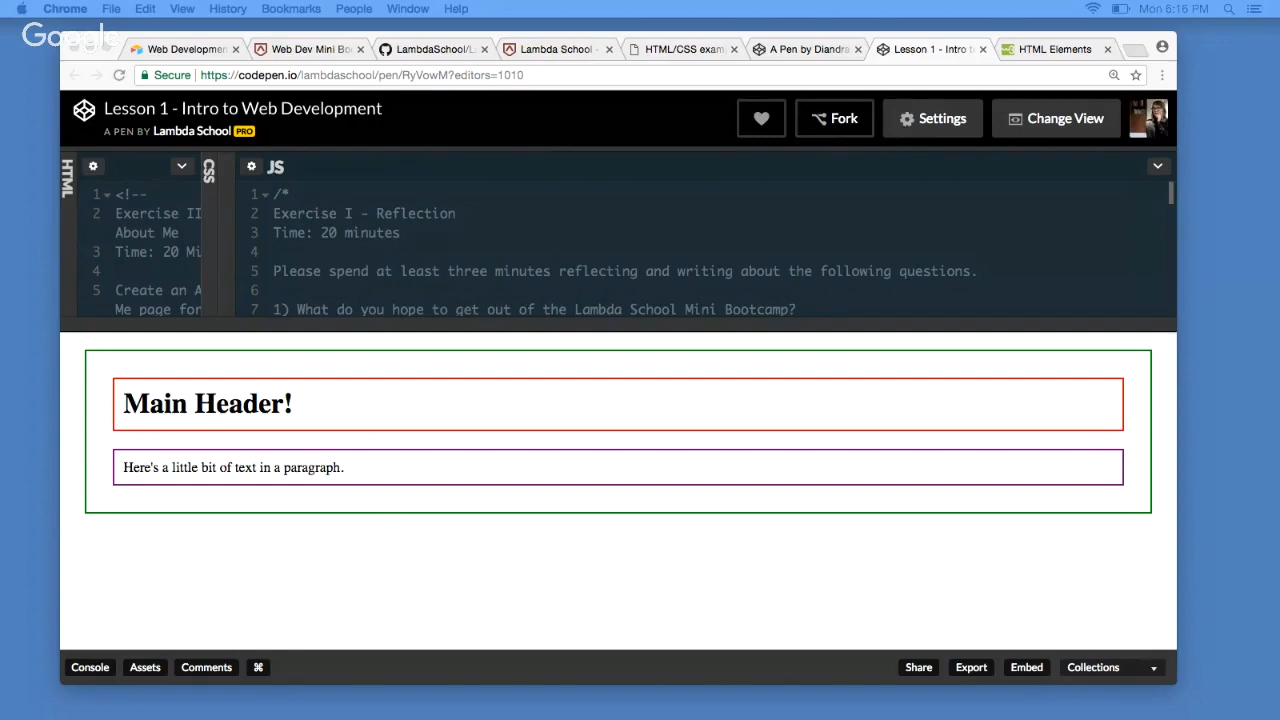 Chrome File Edit View History Bookmarks People Window Help Mon 6:16 PM
Google
Web Developmen Web Dev Mini Bo LambdaSchool/L Lambda School - HTML/CSS exam A Pen by Diandra Lesson 1 - Intro t HTML Elements
Secure https://codepen.io/lambdaschool/pen/RyVowM?editors=1010
Lesson 1 - Intro to Web Development
A PEN BY Lambda School PRO
Fork Settings Change View
HTML CSS JS
1 <!--
2 Exercise II
About Me
3 Time: 20 Mi
4
5 Create an A
Me page for
1 /*
2 Exercise I - Reflection
3 Time: 20 minutes
4
5 Please spend at least three minutes reflecting and writing about the following questions.
6
7 1) What do you hope to get out of the Lambda School Mini Bootcamp?
Main Header!
Here's a little bit of text in a paragraph.
Console Assets Comments ⌘ Share Export Embed Collections